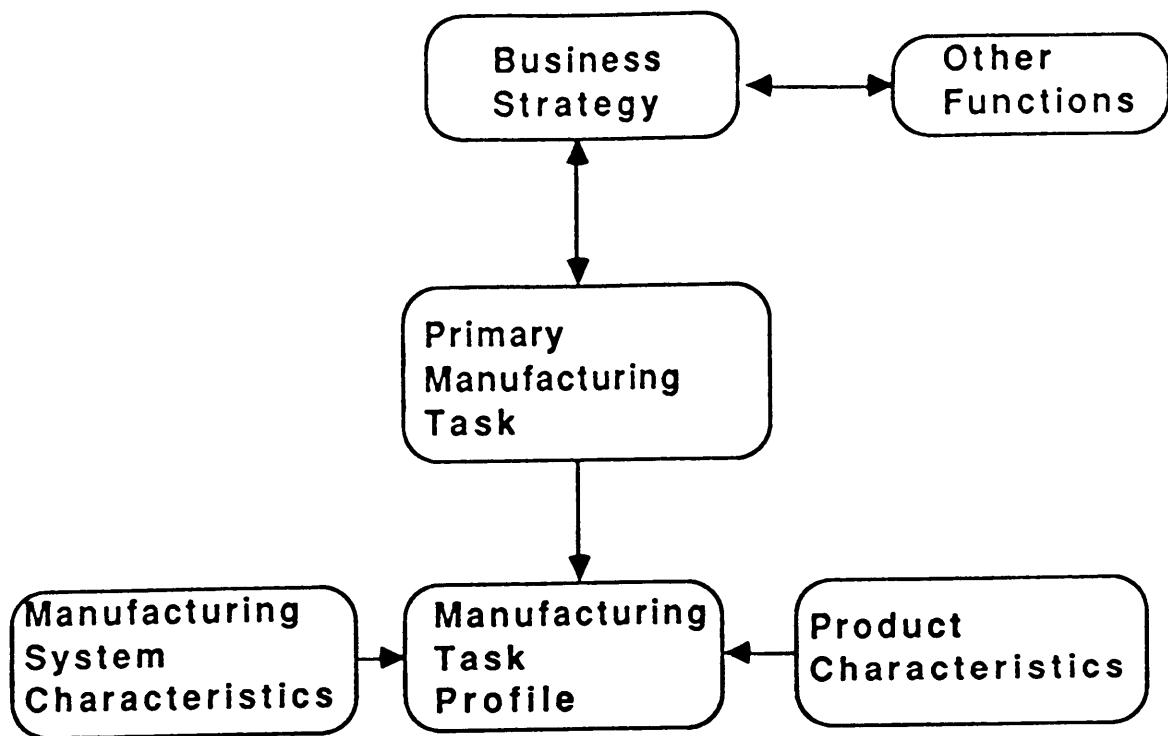 Business
Strategy
Other
Functions
Primary
Manufacturing
Task
Manufacturing
System
Characteristics
Manufacturing
Task
Profile
Product
Characteristics